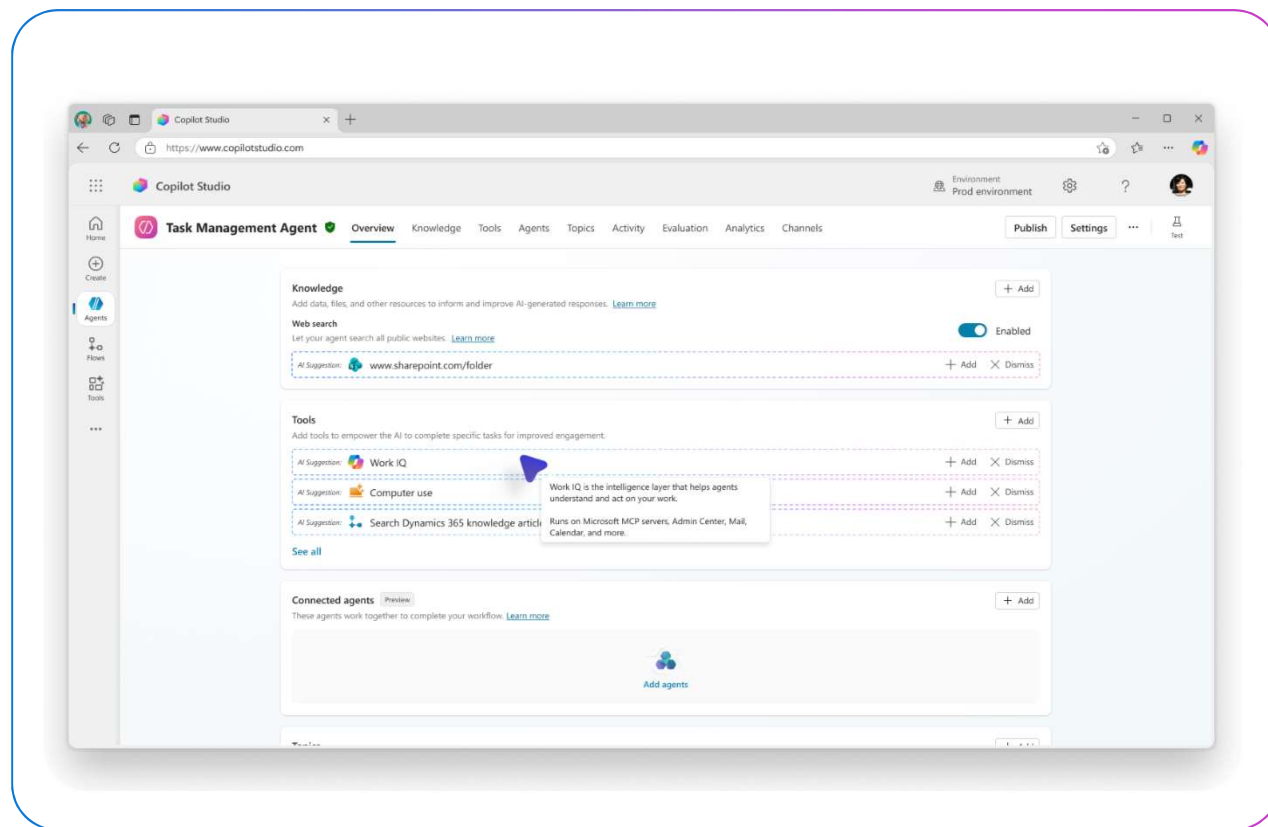 Copilot Studio
https://www.copilotstudio.com
Copilot Studio
Environment
Prod environment
?
Home
Create
Agents
Flows
Tools
Task Management Agent
Overview Knowledge Tools Agents Topics Activity Evaluation Analytics Channels
Publish Settings
Test
Knowledge
+ Add
Add data, files, and other resources to inform and improve AI-generated responses. Learn more
Web search
Let your agent search all public websites. Learn more
Enabled
AI Suggestion: www.sharepoint.com/folder
Add Dismiss
Tools
Add
Add tools to empower the AI to complete specific tasks for improved engagement.
AI Suggestion: Work IQ
Add Dismiss
AI Suggestion: Computer use
Add Dismiss
AI Suggestion: Search Dynamics 365 knowledge article
Add Dismiss
Work IQ is the intelligence layer that helps agents
understand and act on your work.
Runs on Microsoft MCP servers, Admin Center, Mail,
Calendar, and more.
See all
Connected agents Preview
Add
These agents work together to complete your workflow. Learn more
Add agents